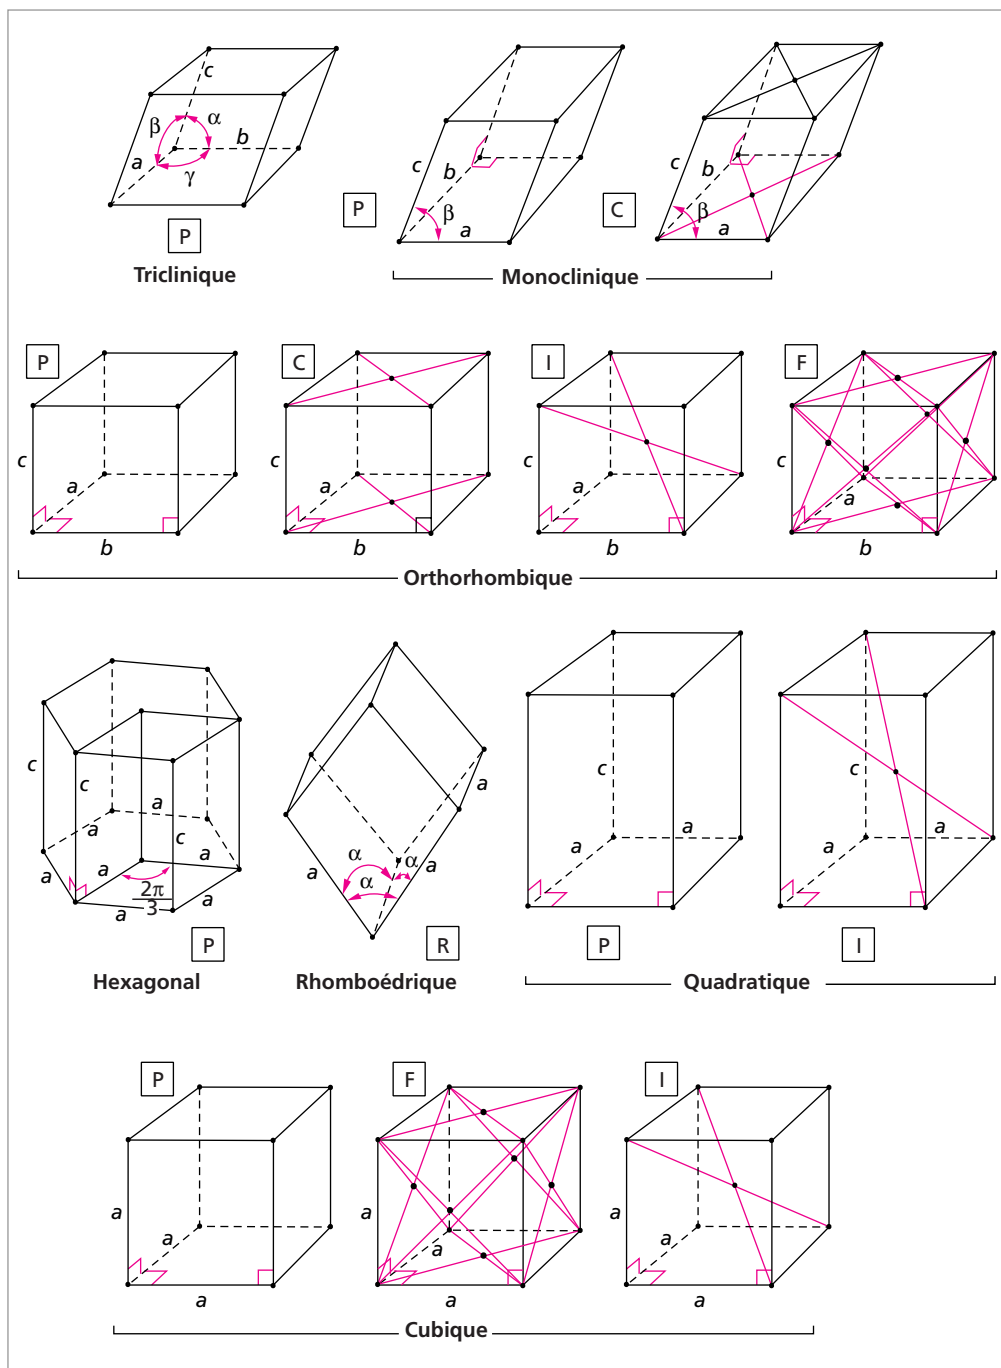 c
β α
a b
γ
P
Triclinique
c
b
P
β
a
c
b
C
β
a
Monoclinique
P
c
a
b
C
c
a
b
I
c
a
b
F
c
a
b
Orthorhombique
c
c
a
a
c
a
a
a
2π
3
a
a
P
Hexagonal
a
α α
a
α
a
R
Rhomboédrique
c
a
a
P
c
a
a
I
Quadratique
P
a
a
a
F
a
a
a
I
a
a
a
Cubique